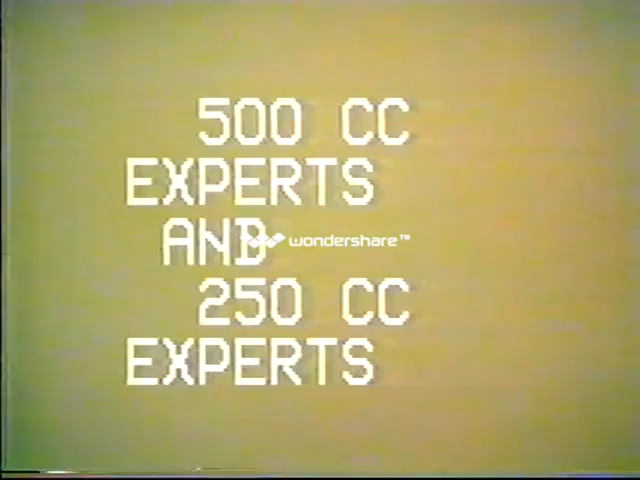 500 CC
EXPERTS
AND
wondershare™
250 CC
EXPERTS